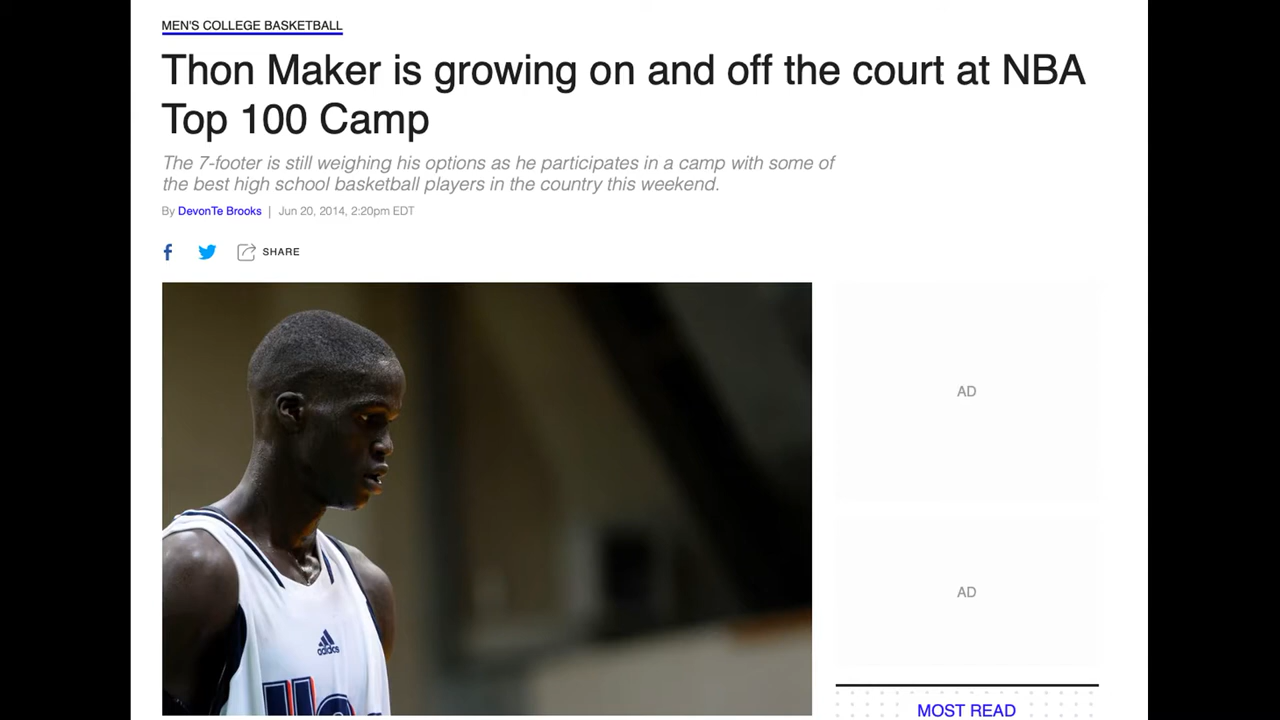 MEN'S COLLEGE BASKETBALL
Thon Maker is growing on and off the court at NBA
Top 100 Camp
The 7-footer is still weighing his options as he participates in a camp with some of
the best high school basketball players in the country this weekend.
By DevonTe Brooks | Jun 20, 2014, 2:20pm EDT
SHARE
AD
adidas
AD
MOST READ